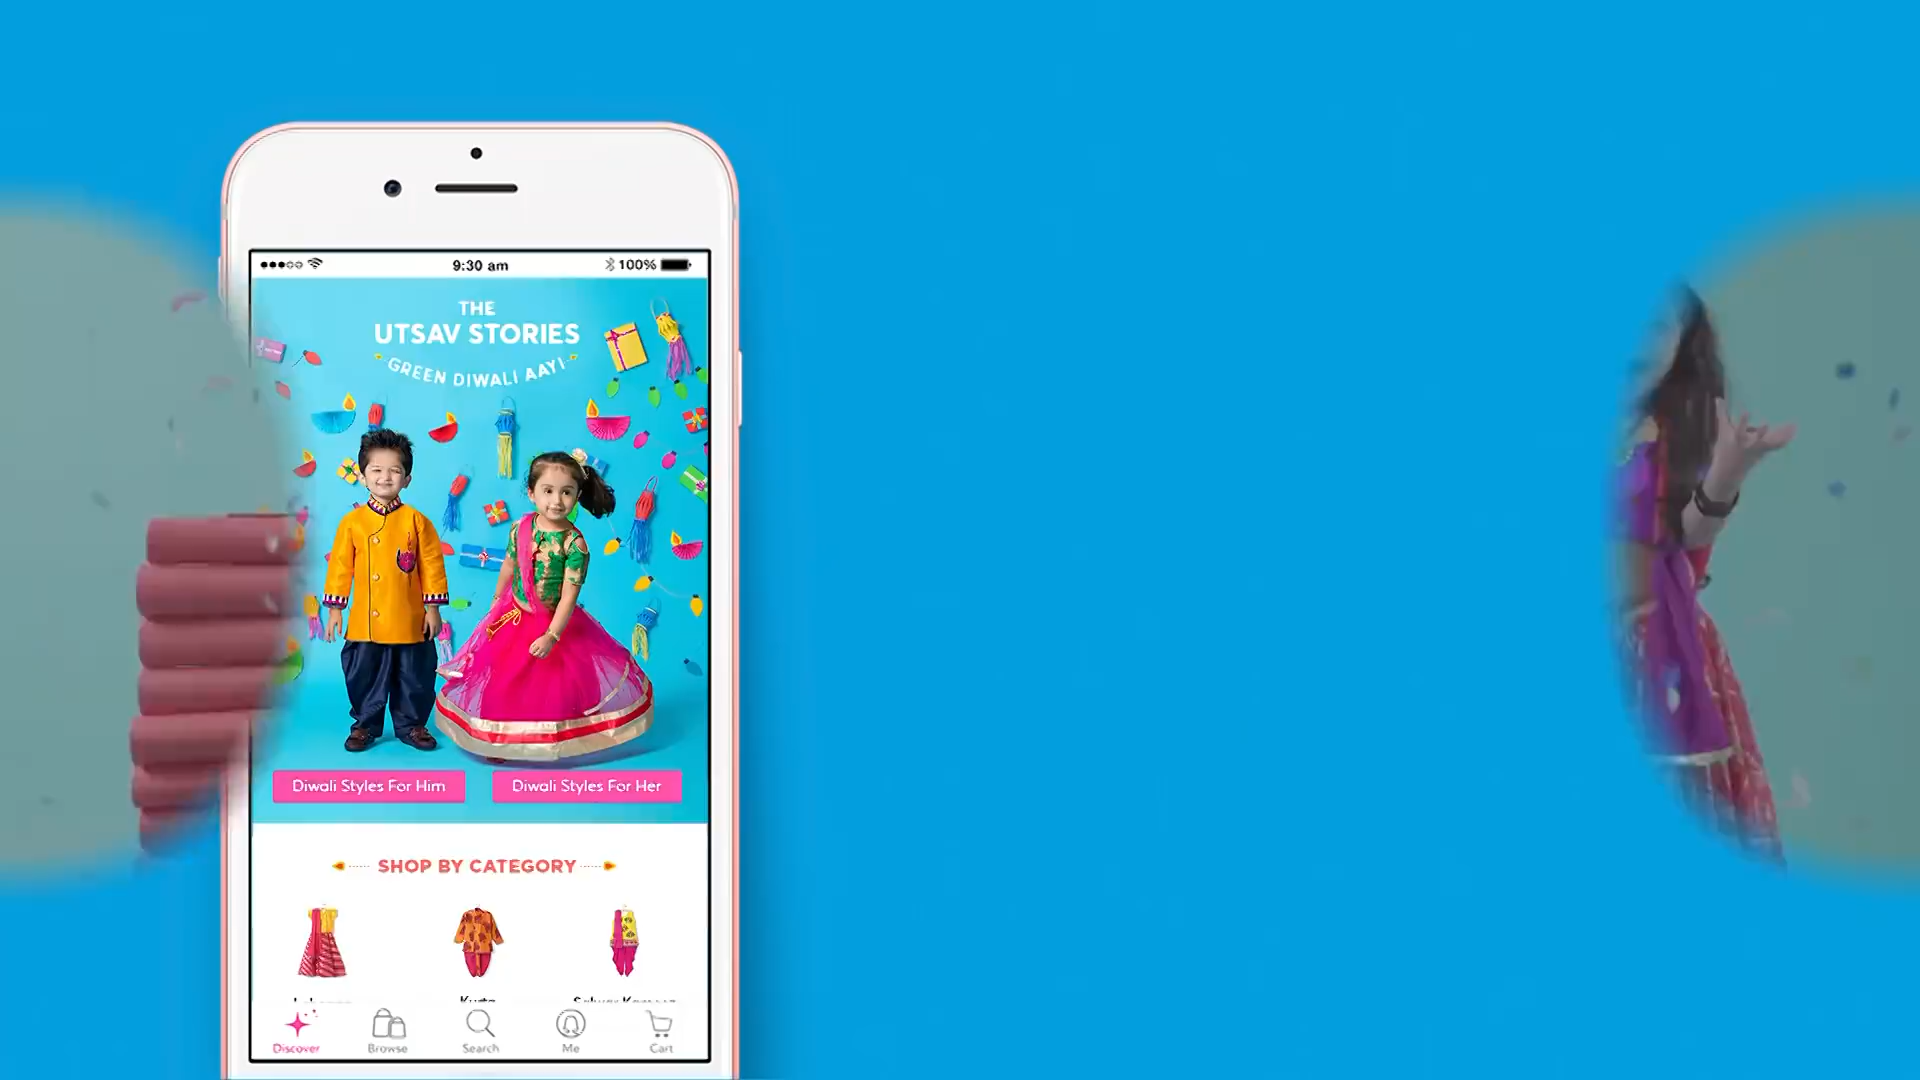 9:30 am
100%
THE
UTSAV STORIES
GREEN DIWALI AAYI
Diwali Styles For Him
Diwali Styles For Her
SHOP BY CATEGORY
Discover
Browse
Search
Me
Cart